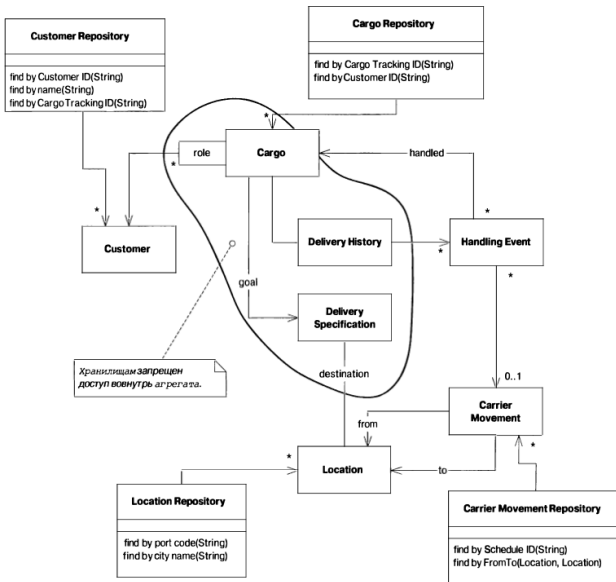 Customer Repository
find by Customer ID(String)
find by name(String)
find by Cargo Tracking ID(String)
Cargo Repository
find by Cargo Tracking ID(String)
find by Customer ID(String)
*
*
role
*
Cargo
handled
*
Customer
Delivery History
*
*
Handling Event
*
goal
Delivery
Specification
Хранилищам запрещен
доступ вовнутрь агрегата.
destination
0..1
Carrier
Movement
from
*
*
Location
to
Location Repository
find by port code(String)
find by city name(String)
Carrier Movement Repository
find by Schedule ID(String)
find by FromTo(Location, Location)